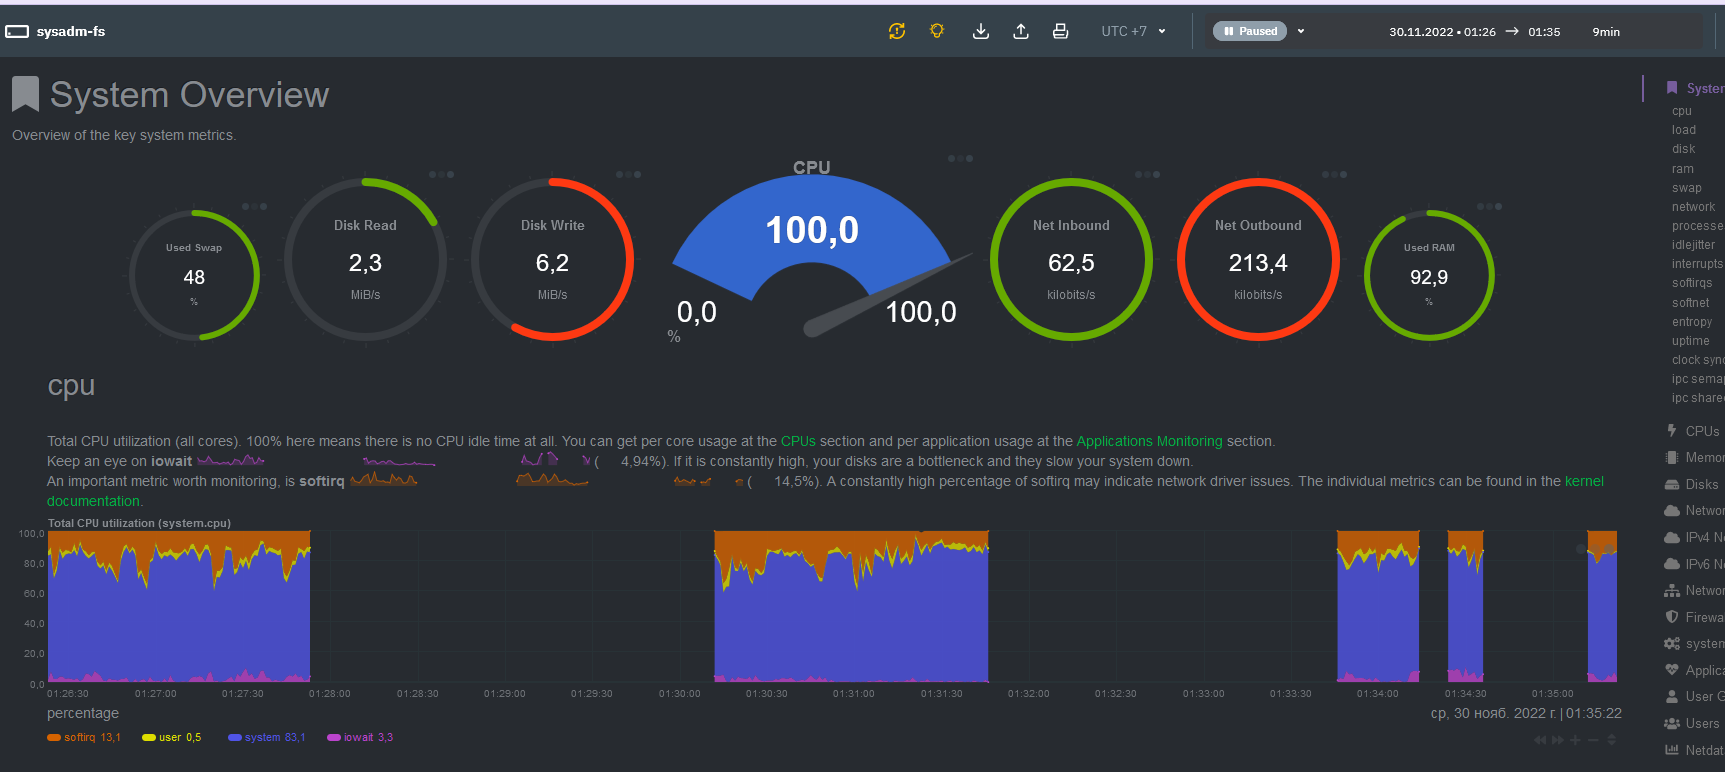 sysadm-fs
UTC +7
Paused
30.11.2022 • 01:26 → 01:35 9min
System Overview
Overview of the key system metrics.
Used Swap
48
%
Disk Read
2,3
MiB/s
Disk Write
6,2
MiB/s
CPU
100,0
0,0
100,0
%
Net Inbound
62,5
kilobits/s
Net Outbound
213,4
kilobits/s
Used RAM
92,9
%
cpu
Total CPU utilization (all cores). 100% here means there is no CPU idle time at all. You can get per core usage at the CPUs section and per application usage at the Applications Monitoring section.
Keep an eye on iowait ( 4,94%). If it is constantly high, your disks are a bottleneck and they slow your system down.
An important metric worth monitoring, is softirq ( 14,5%). A constantly high percentage of softirq may indicate network driver issues. The individual metrics can be found in the kernel
documentation.
Total CPU utilization (system.cpu)
100,0
80,0
60,0
40,0
20,0
0,0
01:26:30 01:27:00 01:27:30 01:28:00 01:28:30 01:29:00 01:29:30 01:30:00 01:30:30 01:31:00 01:31:30 01:32:00 01:32:30 01:33:00 01:33:30 01:34:00 01:34:30 01:35:00
percentage
ср, 30 нояб. 2022 г. | 01:35:22
softirq 13,1 user 0,5 system 83,1 iowait 3,3
Syster
cpu
load
disk
ram
swap
network
processe
idlejitter
interrupts
softirqs
softnet
entropy
uptime
clock sync
ipc sema
ipc share
CPUs
Memor
Disks
Networ
IPv4 Ne
IPv6 Ne
Networ
Firewa
system
Applica
User G
Users
Netdat